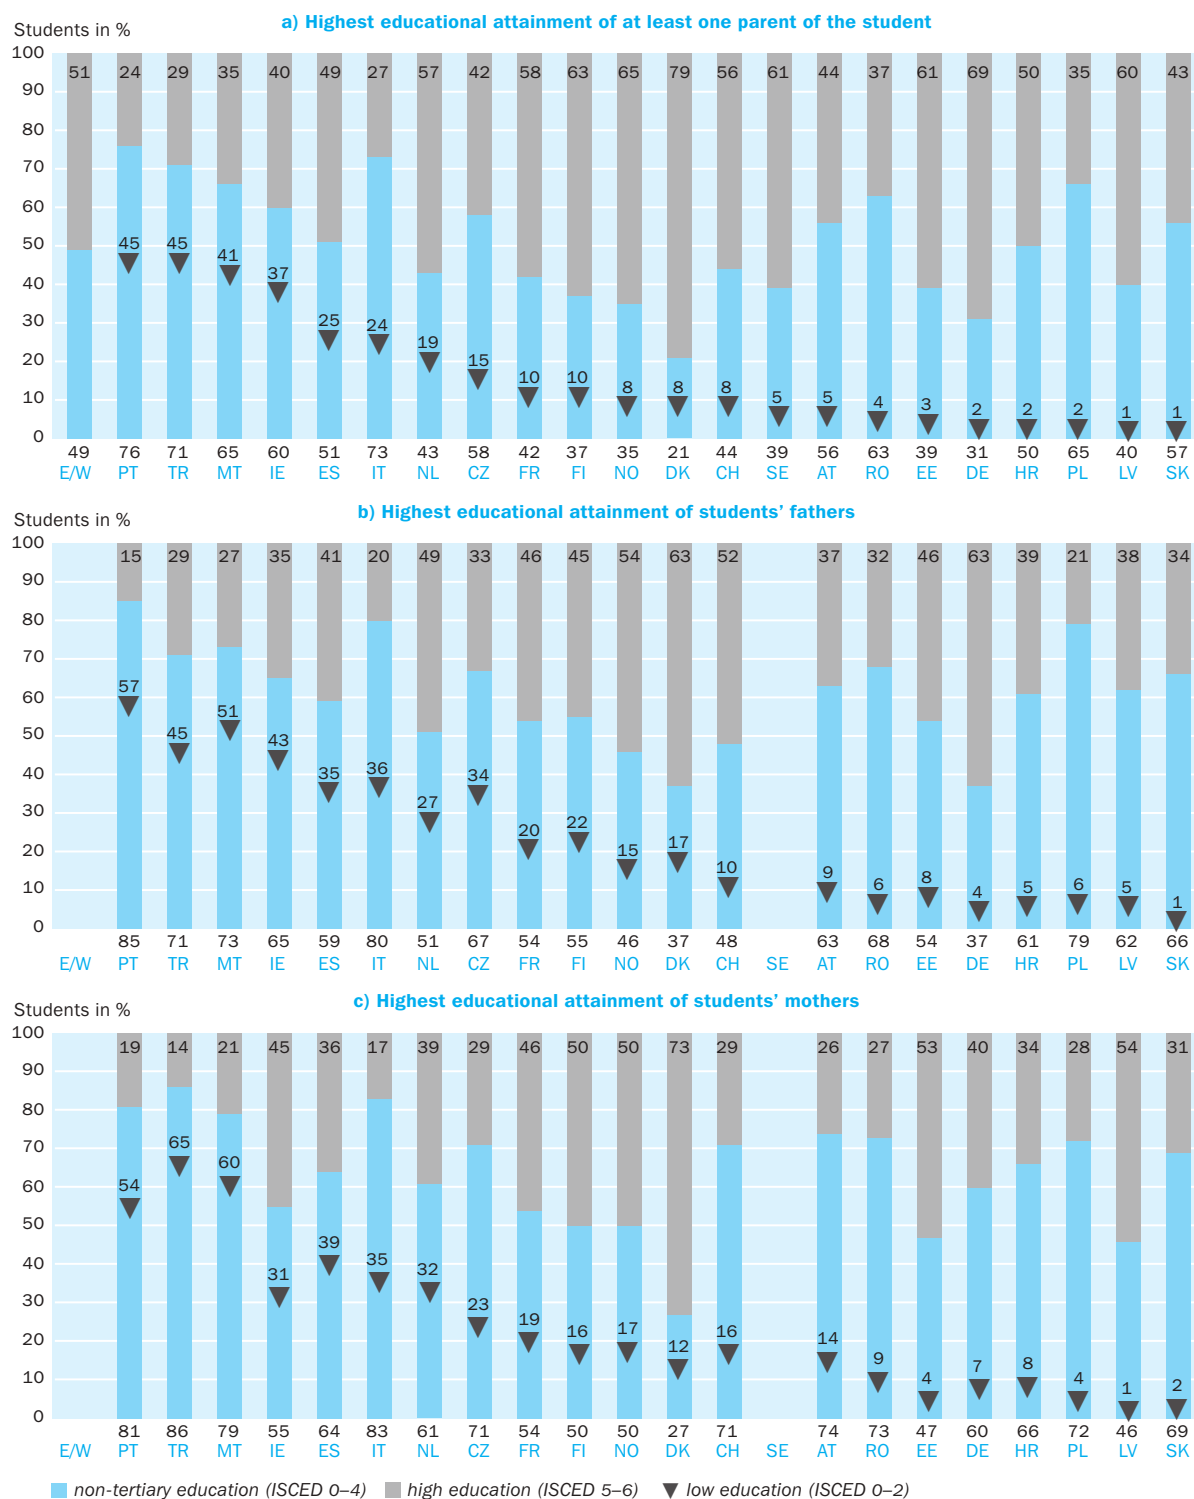 a) Highest educational attainment of at least one parent of the student
Students in %
100
51 24 29 35 40 49 27 57 42 58 63 65 79 56 61 44 37 61 69 50 35 60 43
90
80
70
60
50
45 45 41 37 25 24 19 15 10 10 8 8 8 5 5 4 3 2 2 2 1 1
40
30
20
10
0
49 76 71 65 60 51 73 43 58 42 37 35 21 44 39 56 63 39 31 50 65 40 57
E/W PT TR MT IE ES IT NL CZ FR FI NO DK CH SE AT RO EE DE HR PL LV SK
b) Highest educational attainment of students' fathers
Students in %
100
15 29 27 35 41 20 49 33 46 45 54 63 52 37 32 46 63 39 21 38 34
90
80
70
60
57 45 51 43 35 36 27 34 20 22 15 17 10 9 6 8 4 5 6 5 1
50
40
30
20
10
0
85 71 73 65 59 80 51 67 54 55 46 37 48 63 68 54 37 61 79 62 66
E/W PT TR MT IE ES IT NL CZ FR FI NO DK CH SE AT RO EE DE HR PL LV SK
c) Highest educational attainment of students' mothers
Students in %
100
19 14 21 45 36 17 39 29 46 50 50 73 29 26 27 53 40 34 28 54 31
90
80
70
54 65 60 31 39 35 32 23 19 16 17 12 16 14 9 4 7 8 4 1 2
60
50
40
30
20
10
0
81 86 79 55 64 83 61 71 54 50 50 27 71 74 73 47 60 66 72 46 69
E/W PT TR MT IE ES IT NL CZ FR FI NO DK CH SE AT RO EE DE HR PL LV SK
non-tertiary education (ISCED 0–4) high education (ISCED 5–6) low education (ISCED 0–2)